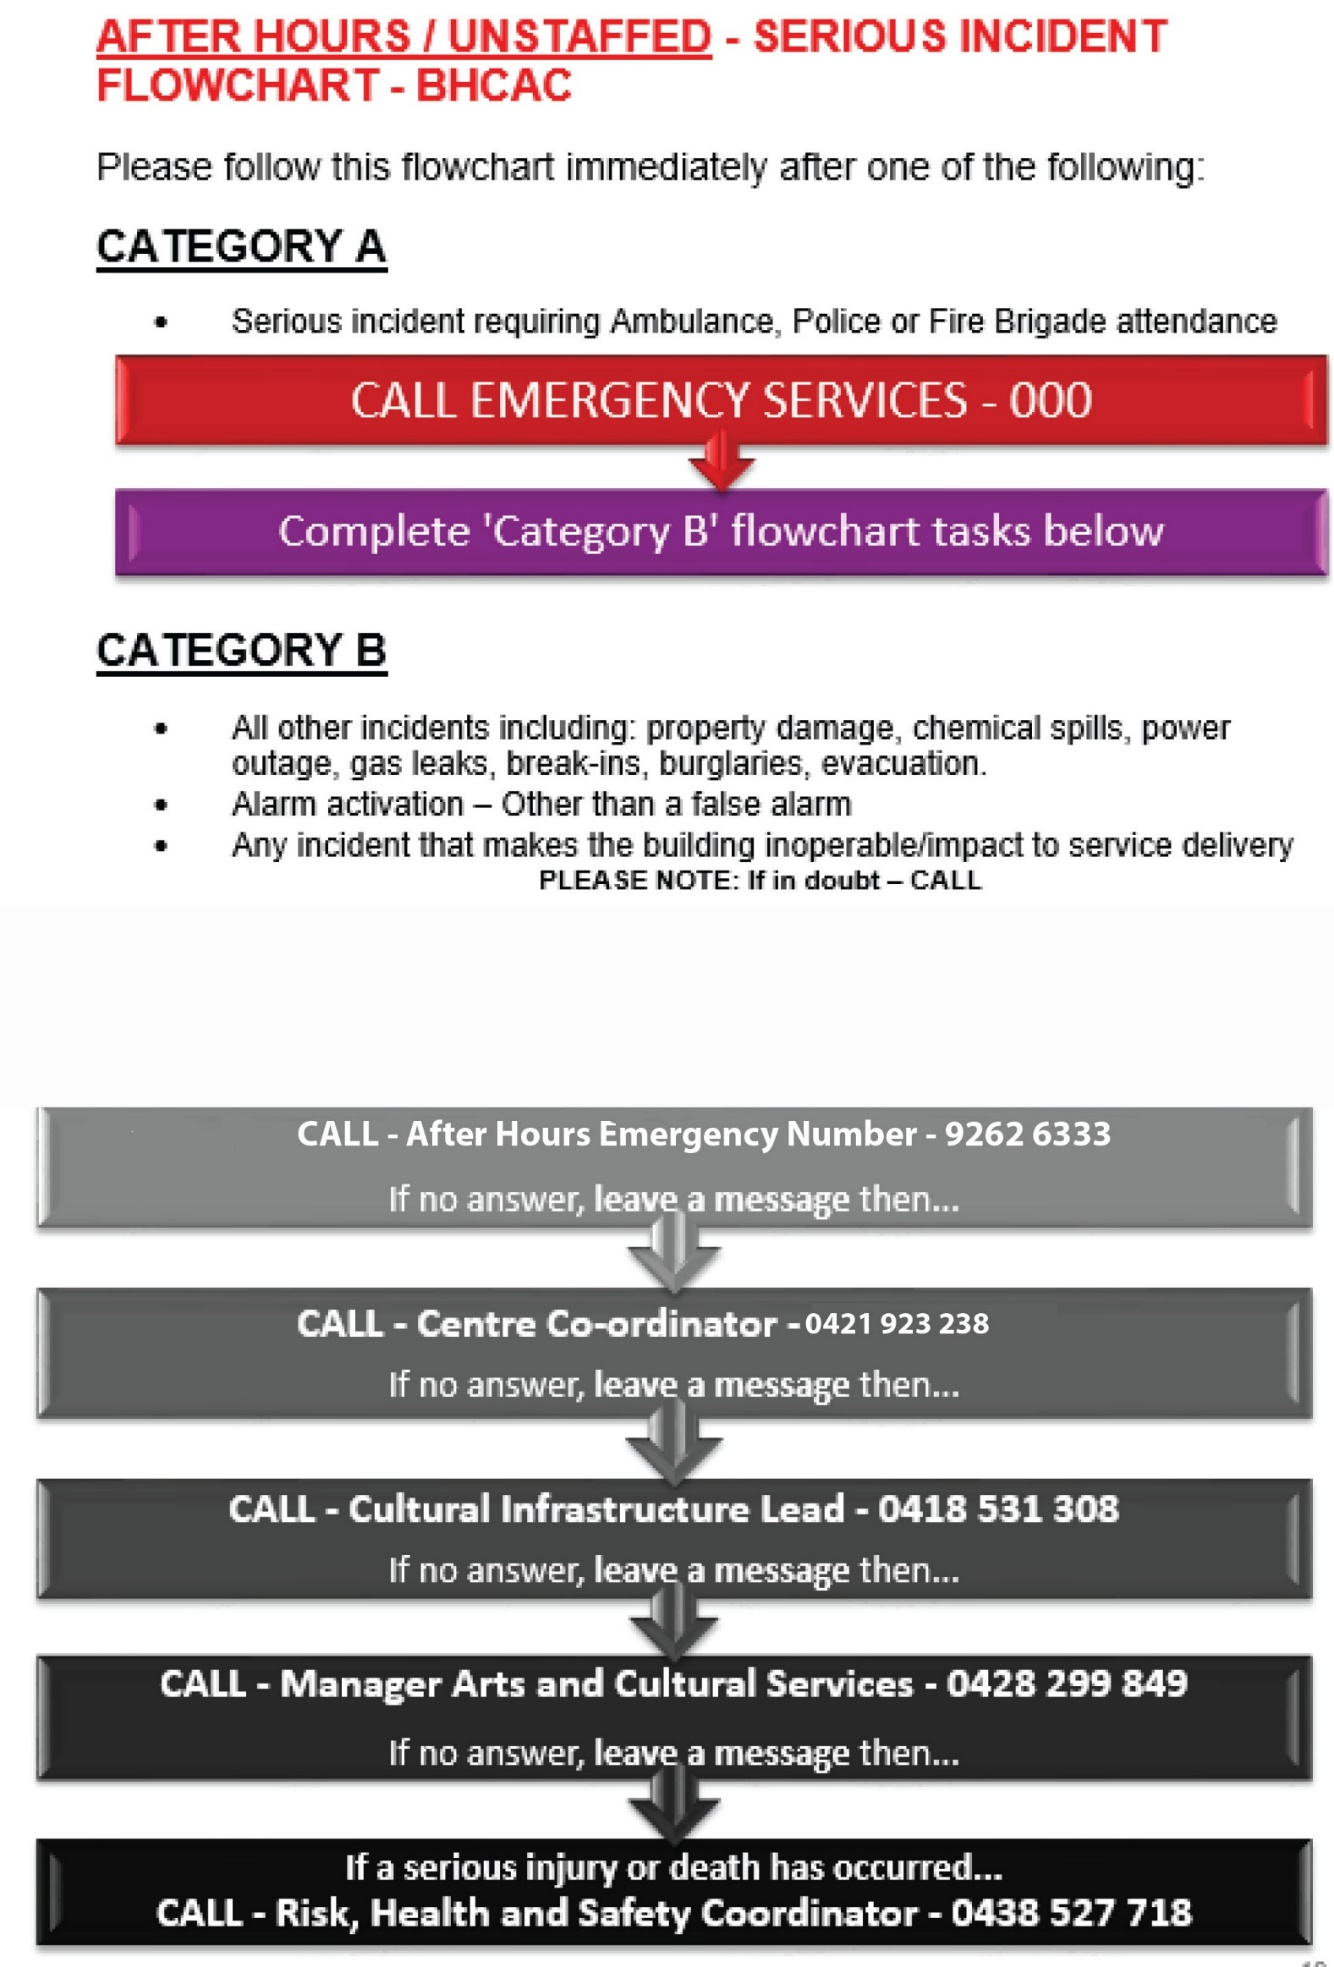 AFTER HOURS / UNSTAFFED - SERIOUS INCIDENT
FLOWCHART - BHCAC
Please follow this flowchart immediately after one of the following:
CATEGORY A
• Serious incident requiring Ambulance, Police or Fire Brigade attendance
CALL EMERGENCY SERVICES - 000
Complete 'Category B' flowchart tasks below
CATEGORY B
• All other incidents including: property damage, chemical spills, power
outage, gas leaks, break-ins, burglaries, evacuation.
• Alarm activation – Other than a false alarm
• Any incident that makes the building inoperable/impact to service delivery
PLEASE NOTE: If in doubt – CALL
CALL - After Hours Emergency Number - 9262 6333
If no answer, leave a message then...
CALL - Centre Co-ordinator - 0421 923 238
If no answer, leave a message then...
CALL - Cultural Infrastructure Lead - 0418 531 308
If no answer, leave a message then...
CALL - Manager Arts and Cultural Services - 0428 299 849
If no answer, leave a message then...
If a serious injury or death has occurred...
CALL - Risk, Health and Safety Coordinator - 0438 527 718